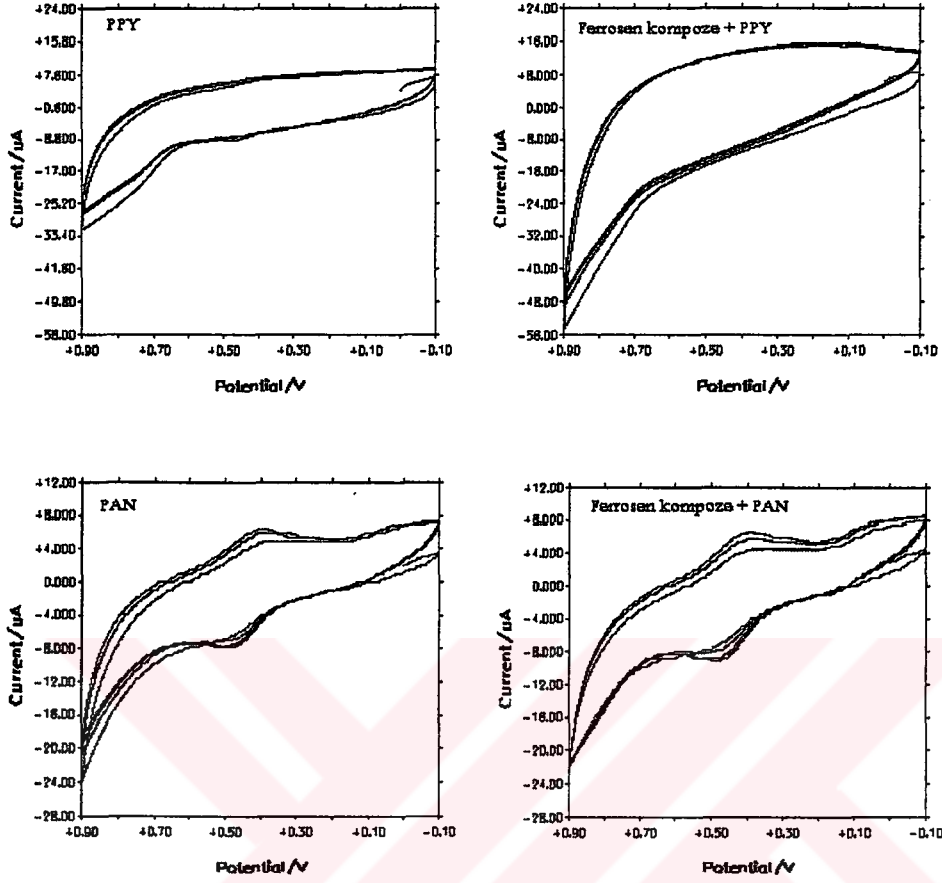 PPY
+24.00
+15.80
+7.600
-0.600
-8.800
-17.00
-25.20
-33.40
-41.60
-49.80
-58.00
Current/uA
+0.90 +0.70 +0.50 +0.30 +0.10 -0.10
Potential/V
Ferrosen kompoze + PPY
+24.00
+16.00
+8.000
0.000
-8.000
-16.00
-24.00
-32.00
-40.00
-48.00
-56.00
Current/uA
+0.90 +0.70 +0.50 +0.30 +0.10 -0.10
Potential/V
PAN
+12.00
+8.000
+4.000
0.000
-4.000
-8.000
-12.00
-16.00
-20.00
-24.00
-28.00
Current/uA
+0.90 +0.70 +0.50 +0.30 +0.10 -0.10
Potential/V
Ferrosen kompoze + PAN
+12.00
+8.000
+4.000
0.000
-4.000
-8.000
-12.00
-16.00
-20.00
-24.00
-28.00
Current/uA
+0.90 +0.70 +0.50 +0.30 +0.10 -0.10
Potential/V